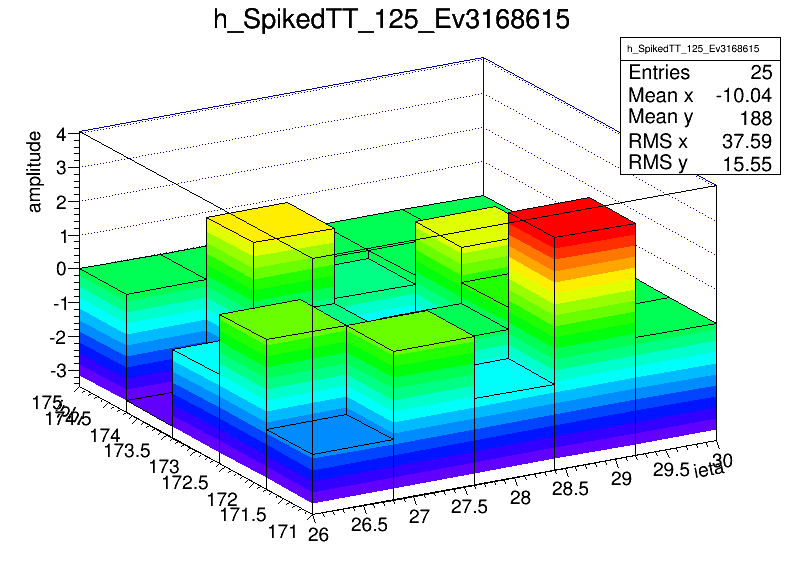 h_SpikedTT_125_Ev3168615
h_SpikedTT_125_Ev3168615
Entries 25
Mean x -10.04
Mean y 188
RMS x 37.59
RMS y 15.55
amplitude
4
3
2
1
0
-1
-2
-3
175
174.5
174
173.5
173
172.5
172
171.5
171
26
26.5
27
27.5
28
28.5
29
29.5
30
ieta